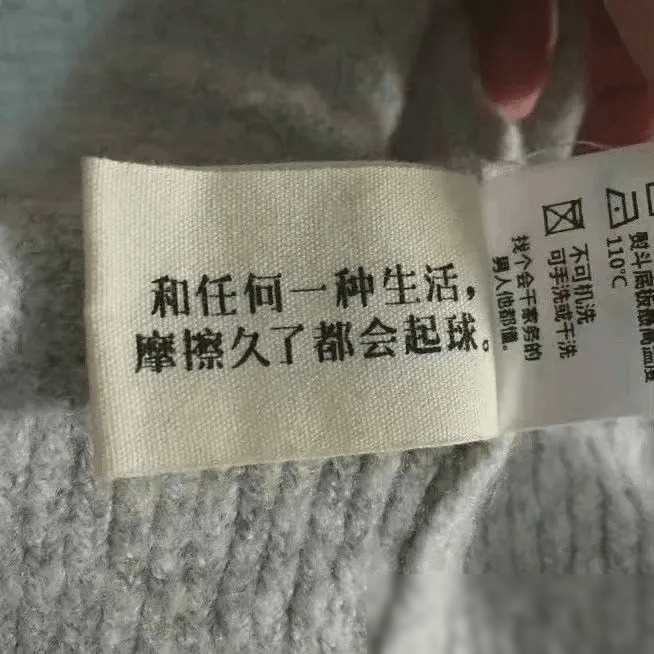 和任何一种生活，
摩擦久了都会起球。
不可机洗
可手洗或干洗
找个会干家务的
男人他都懂。
熨斗底板最高温度
110℃